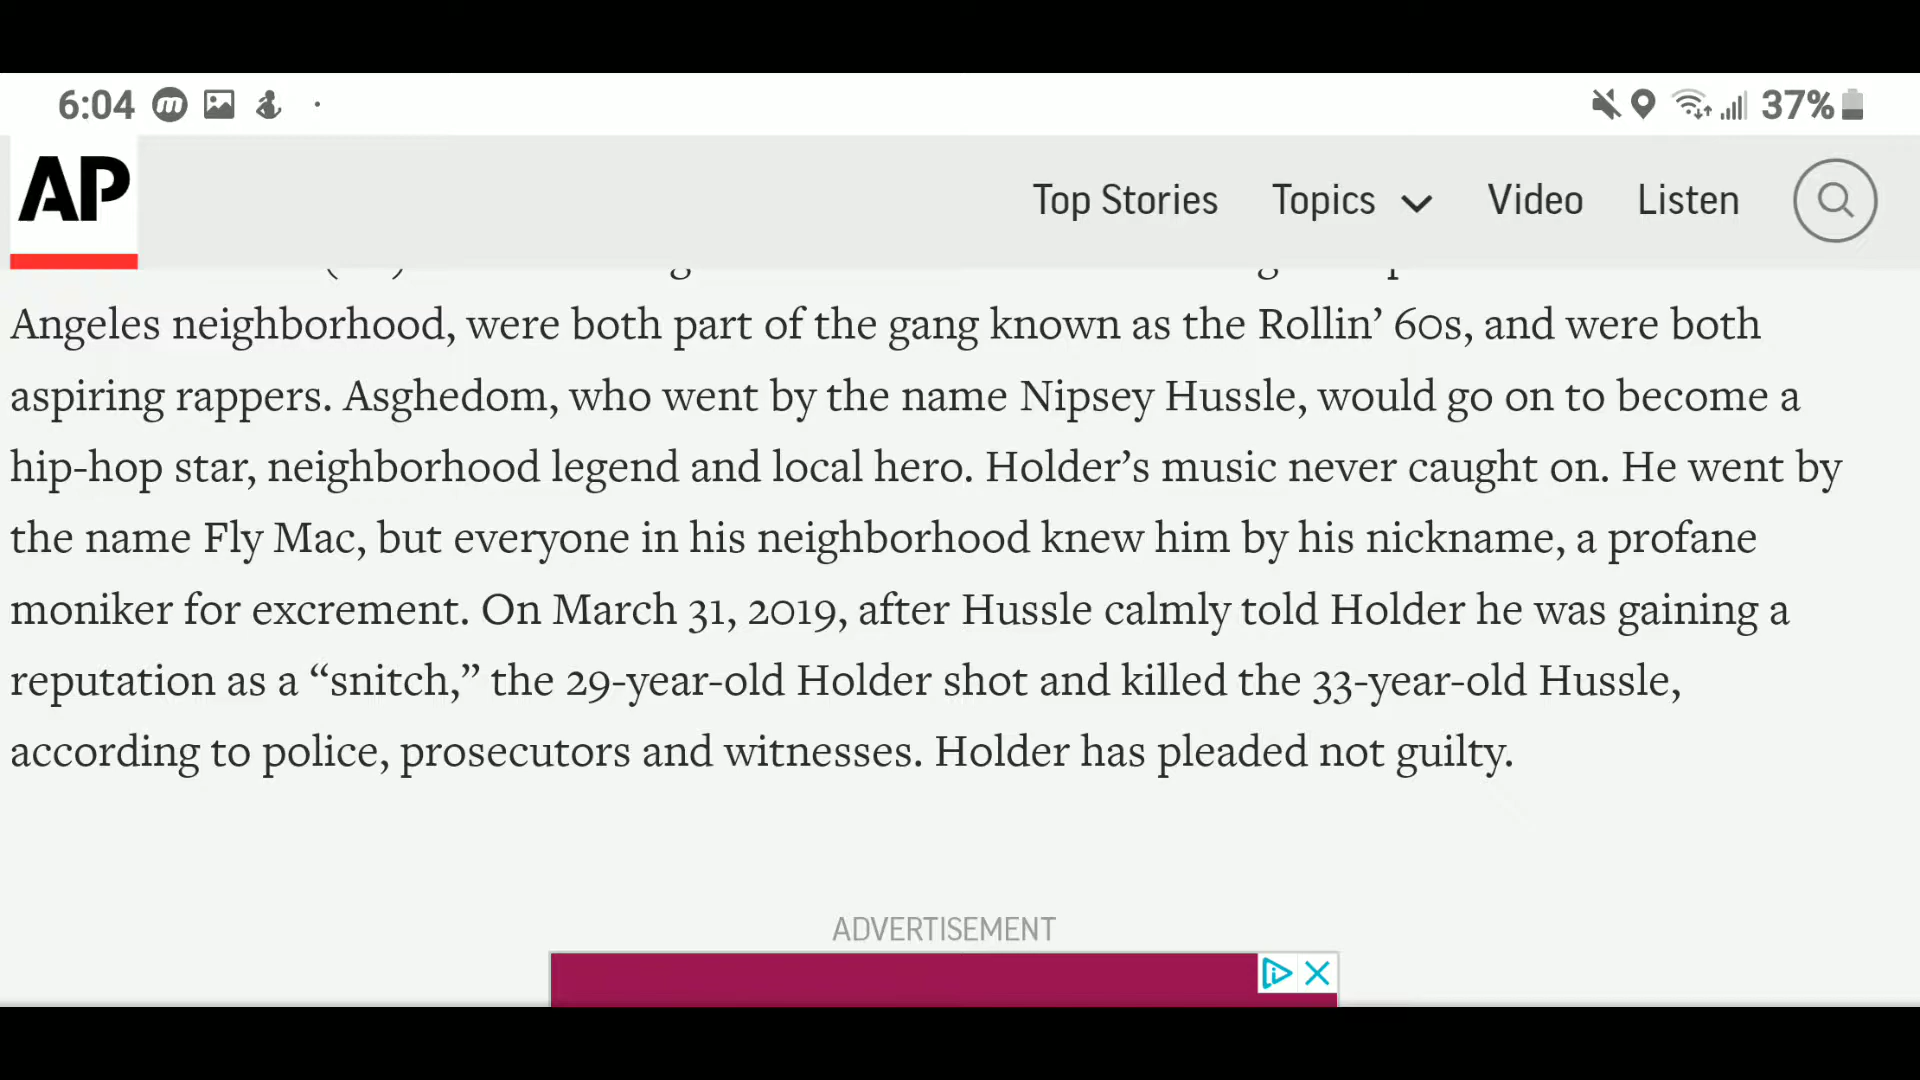 6:04
37%
AP
Top Stories Topics Video Listen
Angeles neighborhood, were both part of the gang known as the Rollin’ 60s, and were both
aspiring rappers. Asghedom, who went by the name Nipsey Hussle, would go on to become a
hip-hop star, neighborhood legend and local hero. Holder’s music never caught on. He went by
the name Fly Mac, but everyone in his neighborhood knew him by his nickname, a profane
moniker for excrement. On March 31, 2019, after Hussle calmly told Holder he was gaining a
reputation as a “snitch,” the 29-year-old Holder shot and killed the 33-year-old Hussle,
according to police, prosecutors and witnesses. Holder has pleaded not guilty.
ADVERTISEMENT